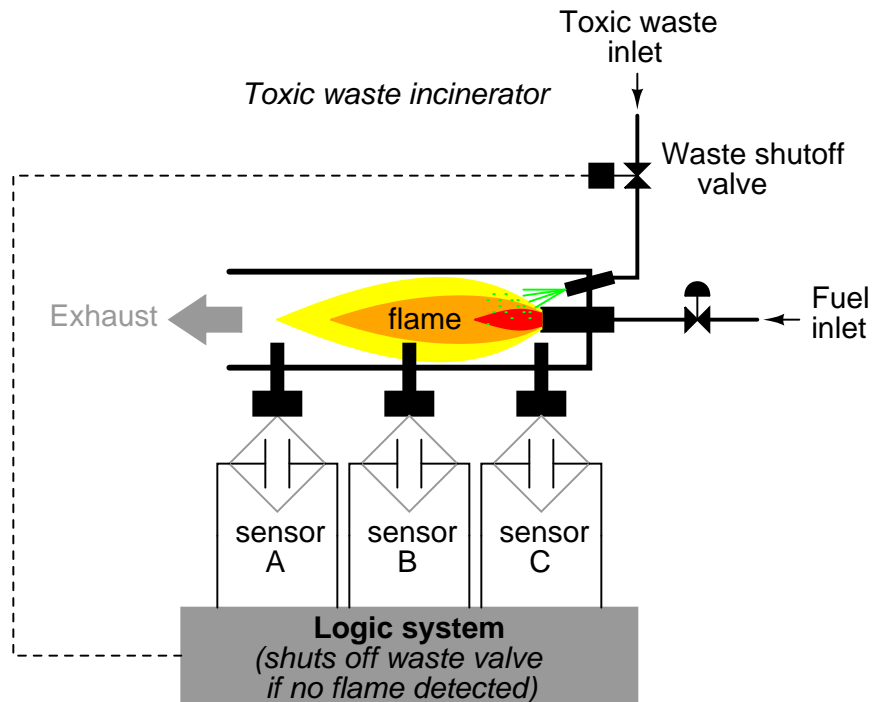 Toxic waste
inlet
Toxic waste incinerator
Waste shutoff
valve
Exhaust
flame
Fuel
inlet
sensor
A
sensor
B
sensor
C
Logic system
(shuts off waste valve
if no flame detected)